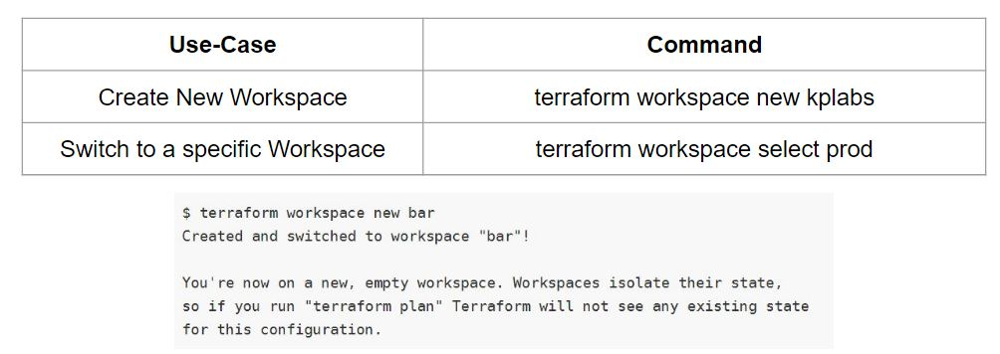 Use-Case Command
Create New Workspace terraform workspace new kplabs
Switch to a specific Workspace terraform workspace select prod
$ terraform workspace new bar
Created and switched to workspace "bar"!
You're now on a new, empty workspace. Workspaces isolate their state,
so if you run "terraform plan" Terraform will not see any existing state
for this configuration.